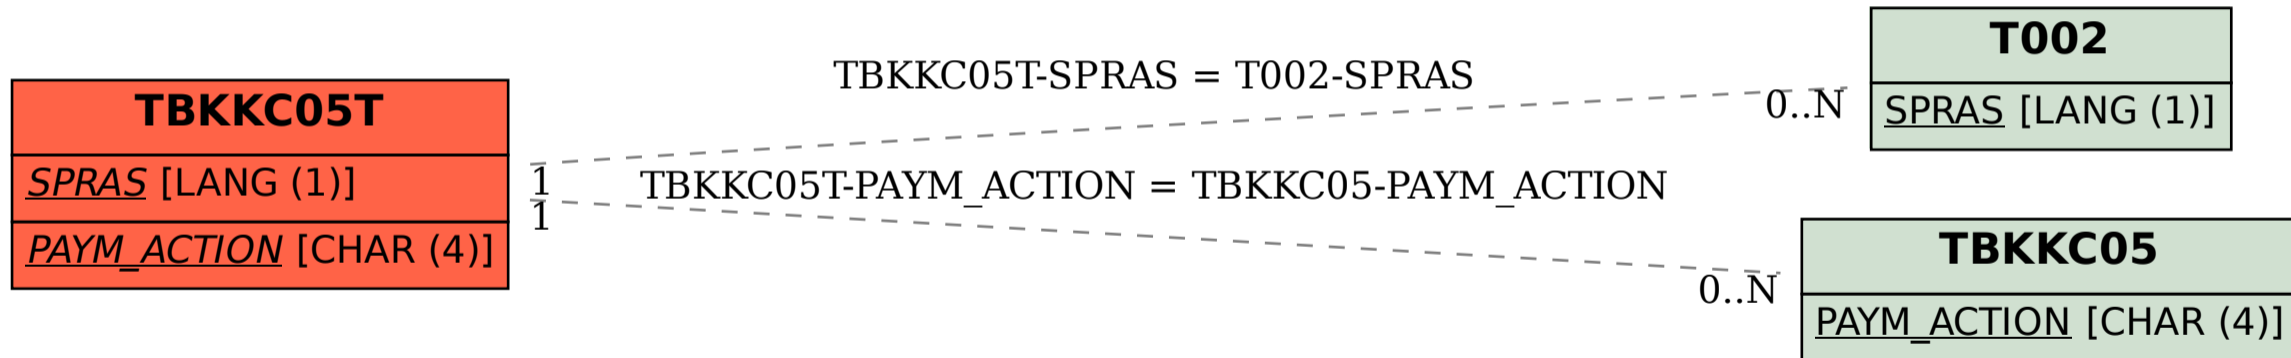 TBKKC05T
SPRAS [LANG (1)]
PAYM_ACTION [CHAR (4)]
TBKKC05T-SPRAS = T002-SPRAS
1
0..N
TBKKC05T-PAYM_ACTION = TBKKC05-PAYM_ACTION
1
0..N
T002
SPRAS [LANG (1)]
TBKKC05
PAYM_ACTION [CHAR (4)]